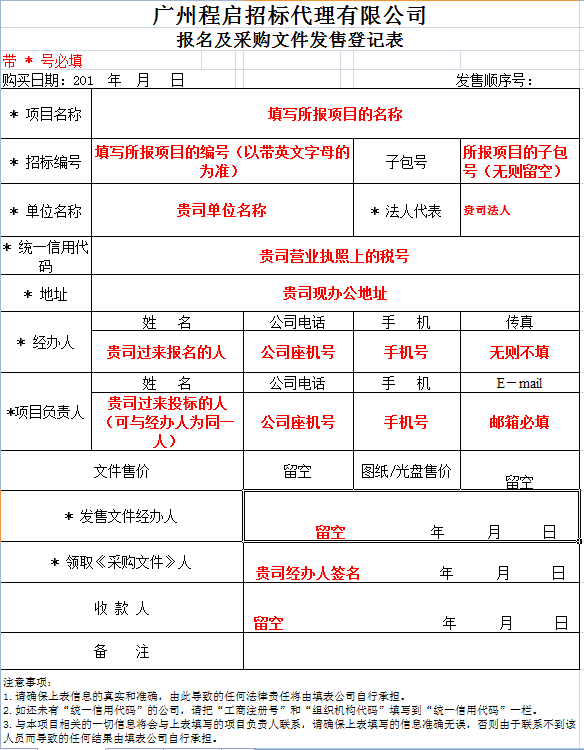 广州程启招标代理有限公司
报名及采购文件发售登记表
带 * 号必填
购买日期：201 年 月 日 发售顺序号：
* 项目名称 填写所报项目的名称
* 招标编号 填写所报项目的编号（以带英文字母的为准） 子包号 所报项目的子包号（无则留空）
* 单位名称 贵司单位名称 * 法人代表 贵司法人
* 统一信用代码 贵司营业执照上的税号
* 地址 贵司现办公地址
* 经办人 姓 名 公司电话 手 机 传真
贵司过来报名的人 公司座机号 手机号 无则不填
*项目负责人 姓 名 公司电话 手 机 E－mail
贵司过来投标的人（可与经办人为同一人） 公司座机号 手机号 邮箱必填
文件售价 留空 图纸/光盘售价 留空
* 发售文件经办人 留空 年 月 日
* 领取《采购文件》人 贵司经办人签名 年 月 日
收 款 人 留空 年 月 日
备 注
注意事项：
1. 请确保上表信息的真实和准确，由此导致的任何法律责任将由填表公司自行承担。
2. 如还未有“统一信用代码”的公司，请把“工商注册号”和“组织机构代码”填写到“统一信用代码”一栏。
3. 与本项目相关的一切信息将会与上表填写的项目负责人联系，请确保上表填写的信息准确无误，否则由于联系不到该
人员而导致的任何结果由填表公司自行承担。